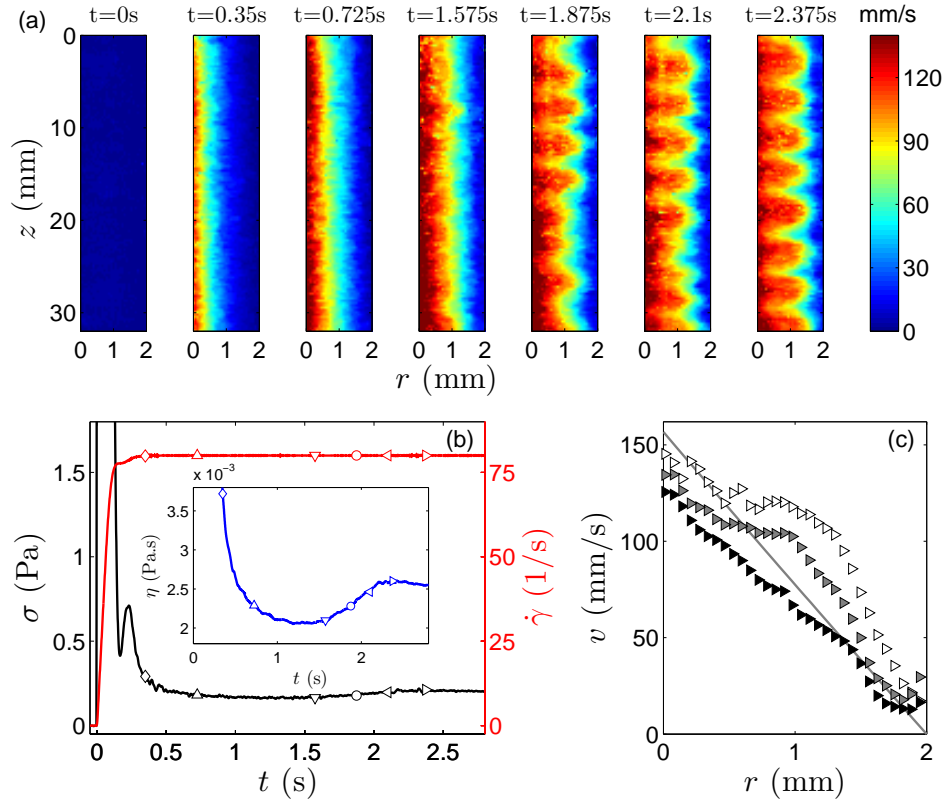 (a)
t=0s t=0.35s t=0.725s t=1.575s t=1.875s t=2.1s t=2.375s mm/s
0
10
20
30
z (mm)
0 1 2 0 1 2 0 1 2 0 1 2 0 1 2 0 1 2 0 1 2
r (mm)
120
90
60
30
0
(b)
1.5
1
0.5
0
σ (Pa)
0 0.5 1 1.5 2 2.5
t (s)
75
50
25
0
γ̇ (1/s)
x 10⁻³
3.5
3
2.5
2
η (Pa.s)
0 1 2
t (s)
(c)
150
100
50
0
v (mm/s)
0 1 2
r (mm)